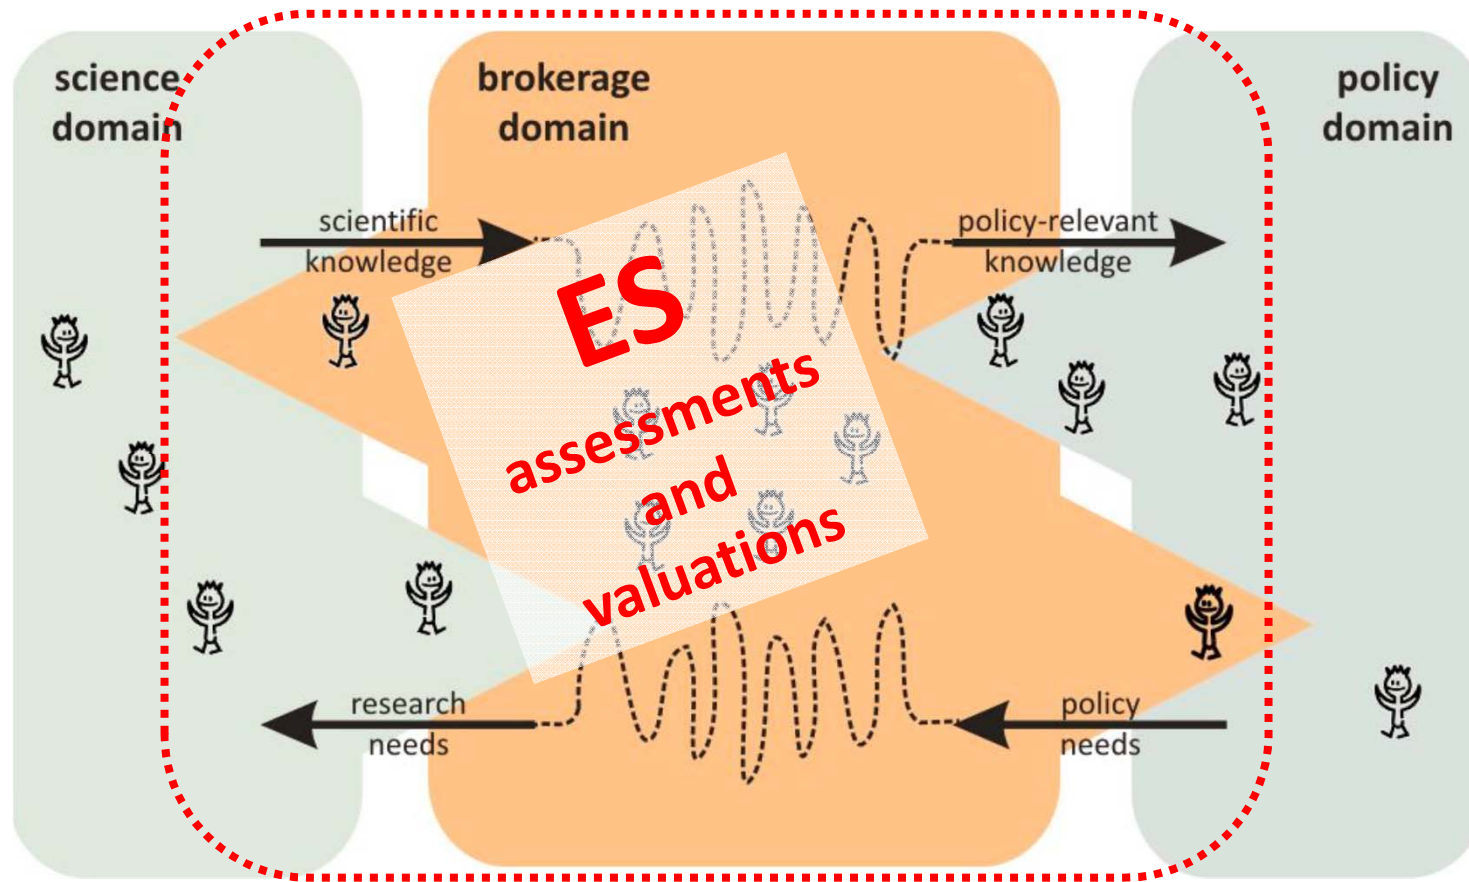 science
domain
brokerage
domain
policy
domain
scientific
knowledge
policy-relevant
knowledge
ES
assessments
and
valuations
research
needs
policy
needs